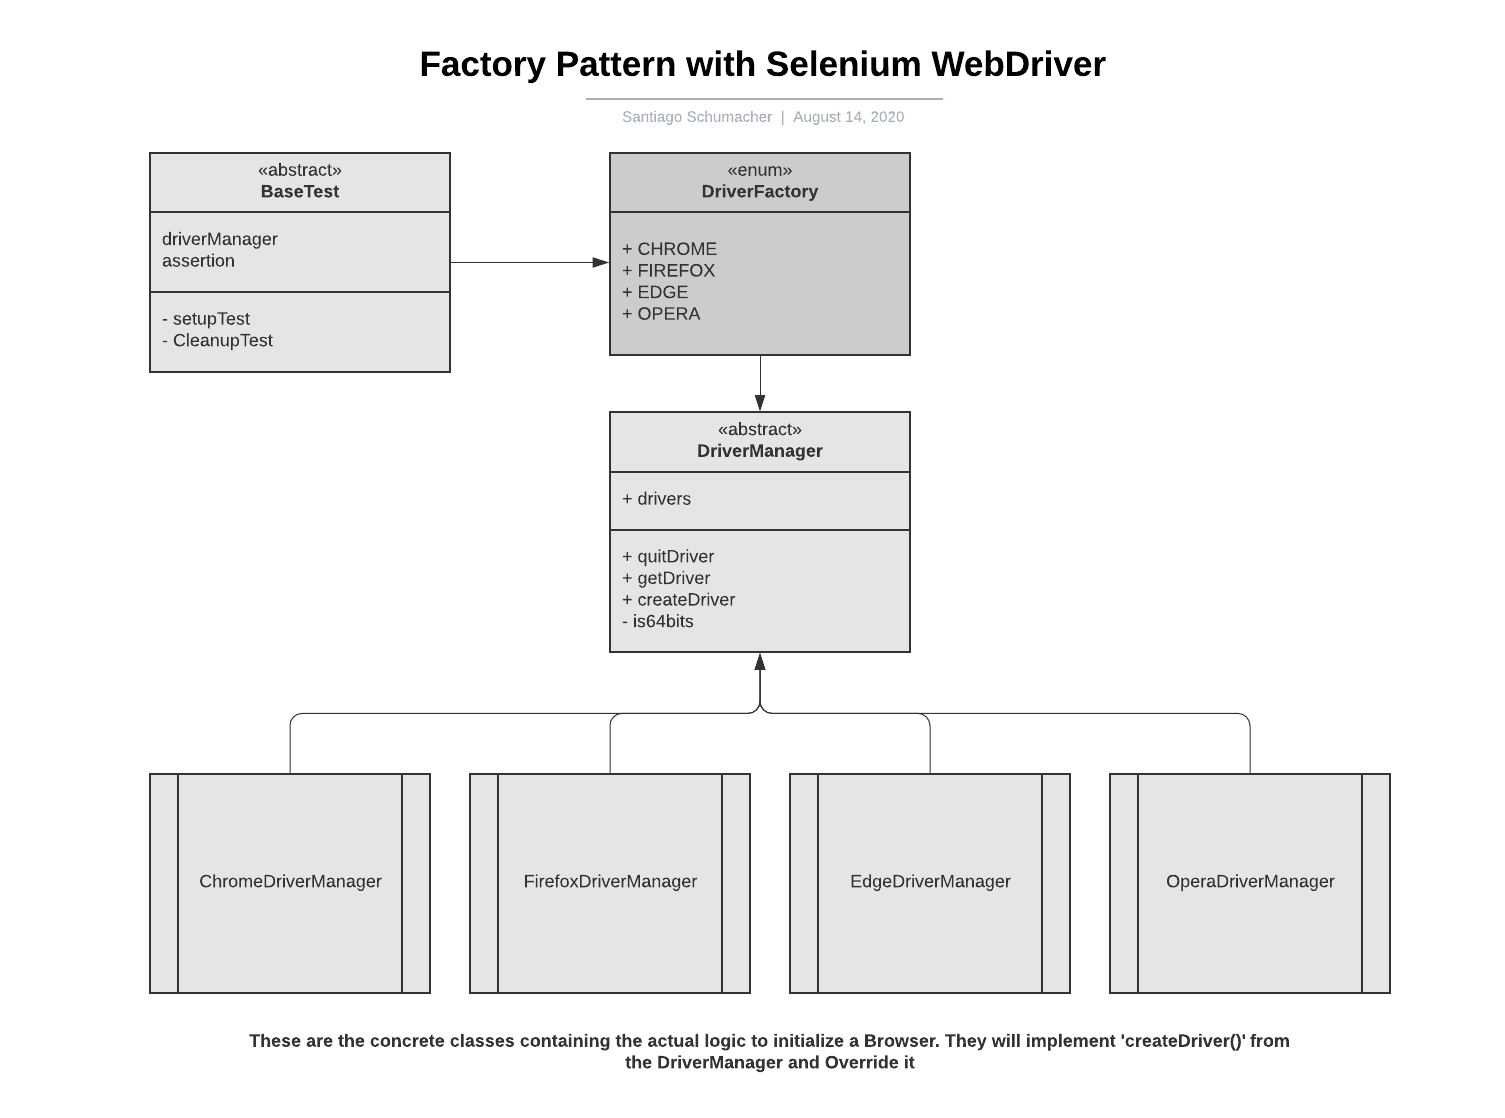 Factory Pattern with Selenium WebDriver
Santiago Schumacher | August 14, 2020
«abstract»
BaseTest
driverManager
assertion
- setupTest
- CleanupTest
«enum»
DriverFactory
+ CHROME
+ FIREFOX
+ EDGE
+ OPERA
«abstract»
DriverManager
+ drivers
+ quitDriver
+ getDriver
+ createDriver
- is64bits
ChromeDriverManager
FirefoxDriverManager
EdgeDriverManager
OperaDriverManager
These are the concrete classes containing the actual logic to initialize a Browser. They will implement 'createDriver()' from
the DriverManager and Override it